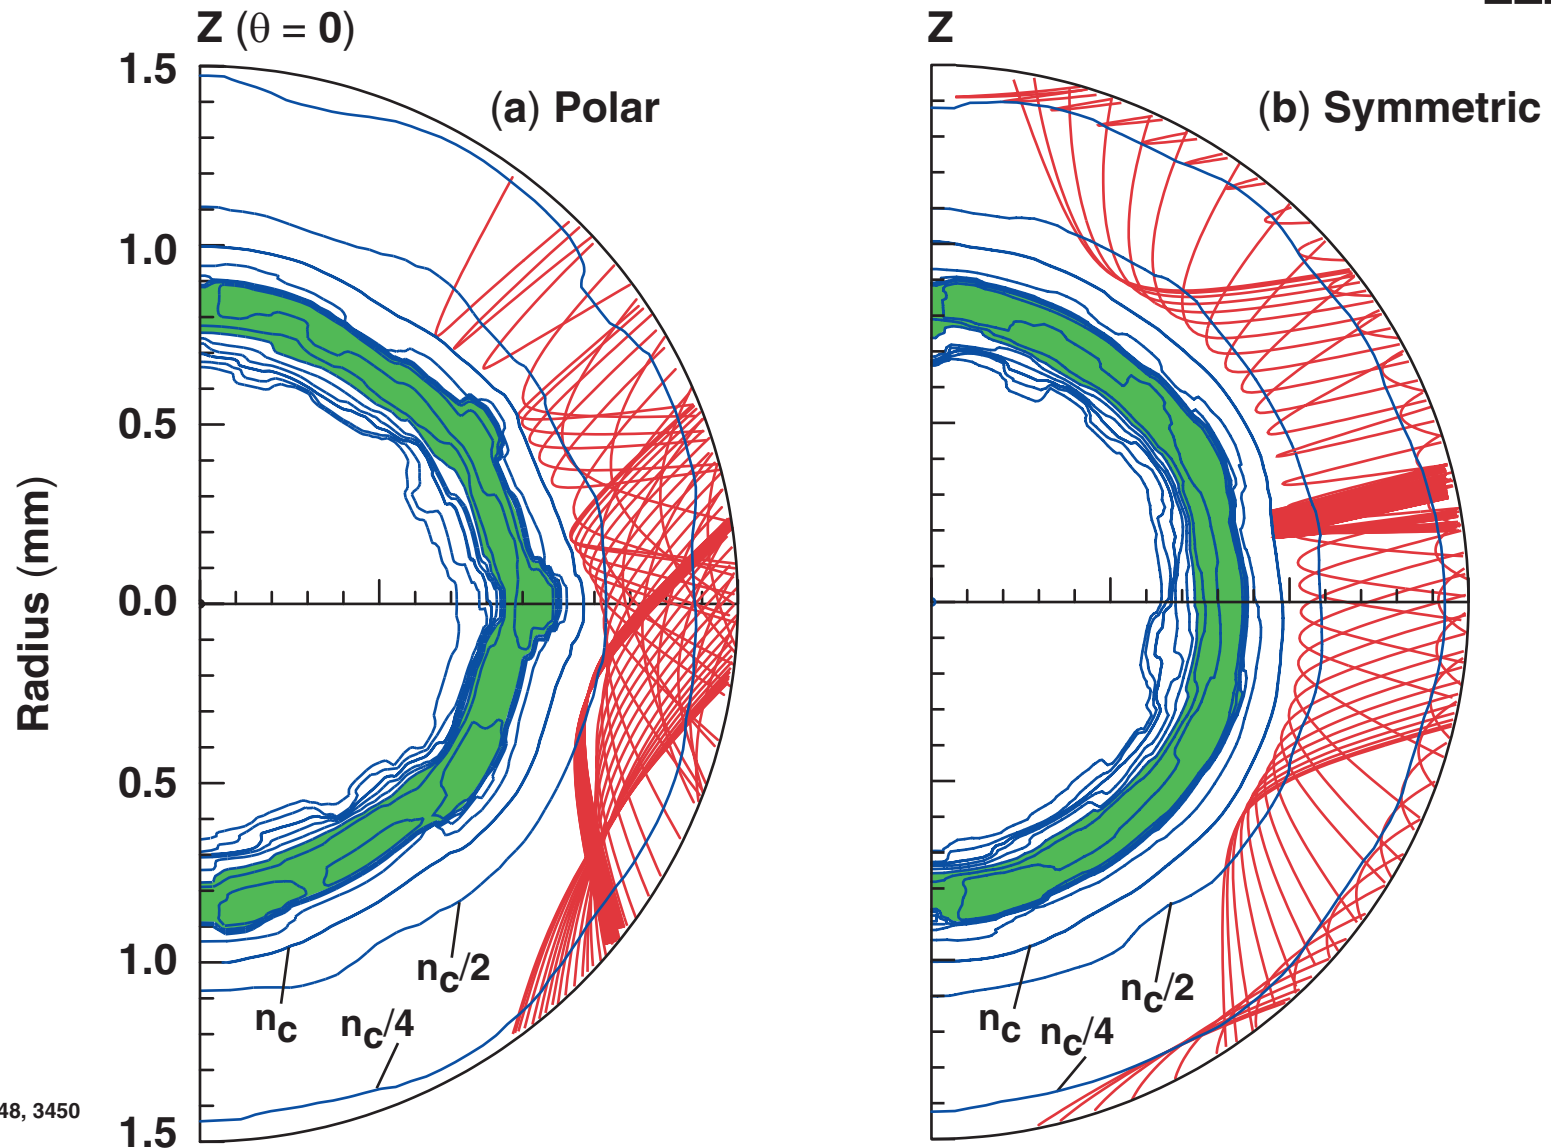 Z (θ = 0)
(a) Polar
1.5
1.0
0.5
0.0
0.5
1.0
1.5
Radius (mm)
n_c/2
n_c
n_c/4
48, 3450
Z
(b) Symmetric
n_c/2
n_c
n_c/4